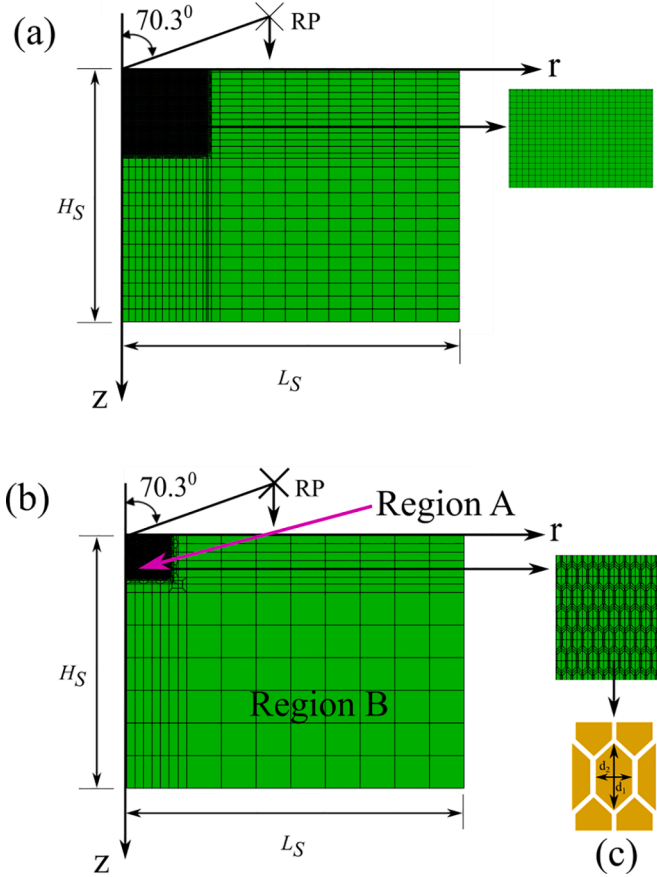 (a)
70.3⁰
RP
r
H_S
L_S
z
(b)
70.3⁰
RP
Region A
r
H_S
Region B
d₂
d₁
L_S
(c)
z